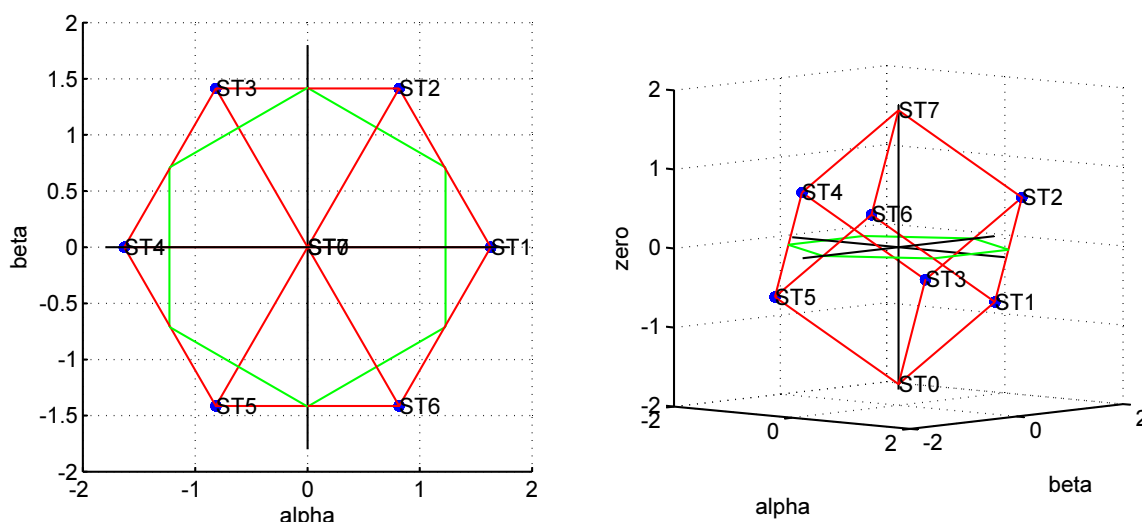 2
1.5
1
0.5
0
-0.5
-1
-1.5
-2
beta
-2 -1 0 1 2
alpha
ST3 ST2
ST4 ST1
ST5 ST6
2
1
0
-1
-2
zero
ST7
ST4 ST2
ST6
ST3
ST5 ST1
ST0
-2 0 2
alpha
-2 0 2
beta